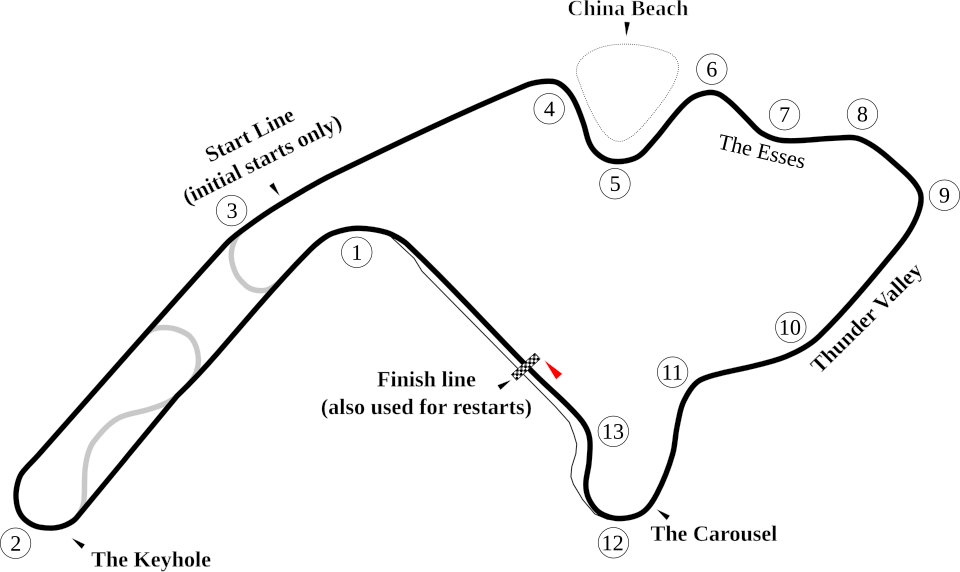 China Beach
6
4
7
8
Start Line
(initial starts only)
The Esses
5
9
3
1
Thunder Valley
10
11
Finish line
(also used for restarts)
13
The Carousel
12
2
The Keyhole